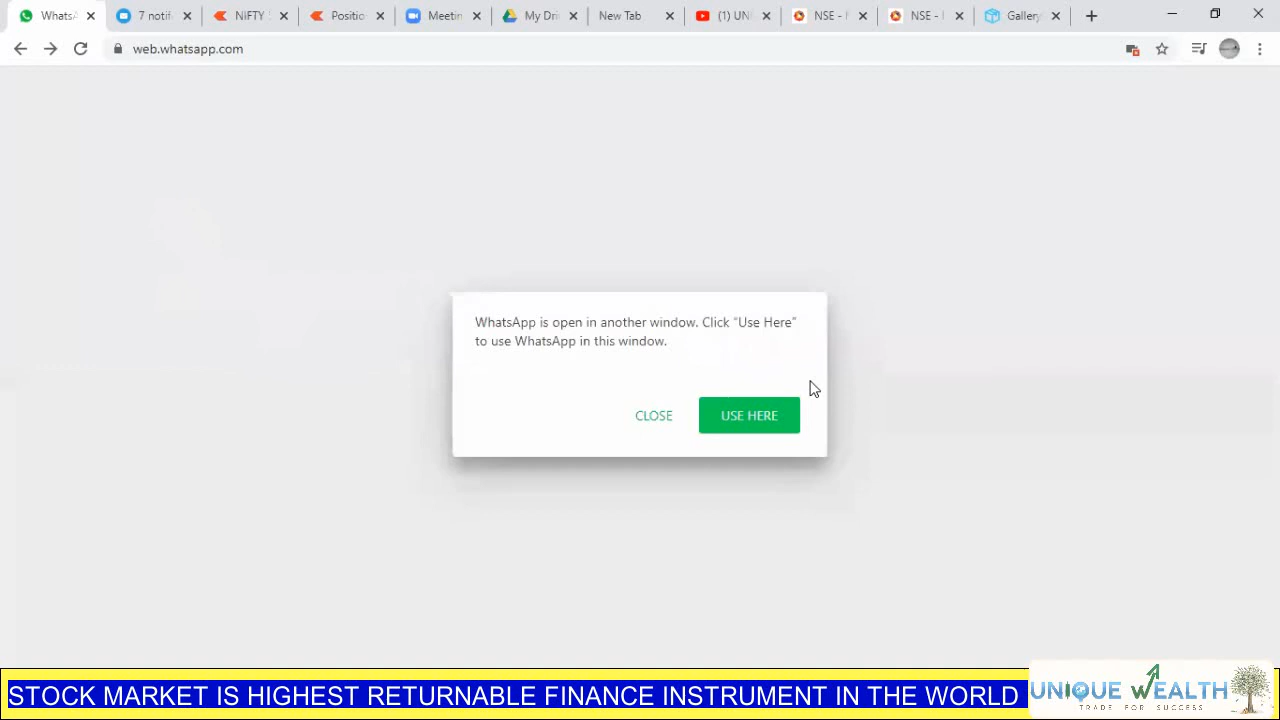 WhatsA
7 notif
NIFTY
Positio
Meetin
My Dri
New Tab
(1) UNI
NSE -
NSE -
Gallery
web.whatsapp.com
WhatsApp is open in another window. Click “Use Here”
to use WhatsApp in this window.
CLOSE
USE HERE
STOCK MARKET IS HIGHEST RETURNABLE FINANCE INSTRUMENT IN THE WORLD
UNIQUE WEALTH
TRADE FOR SUCCESS